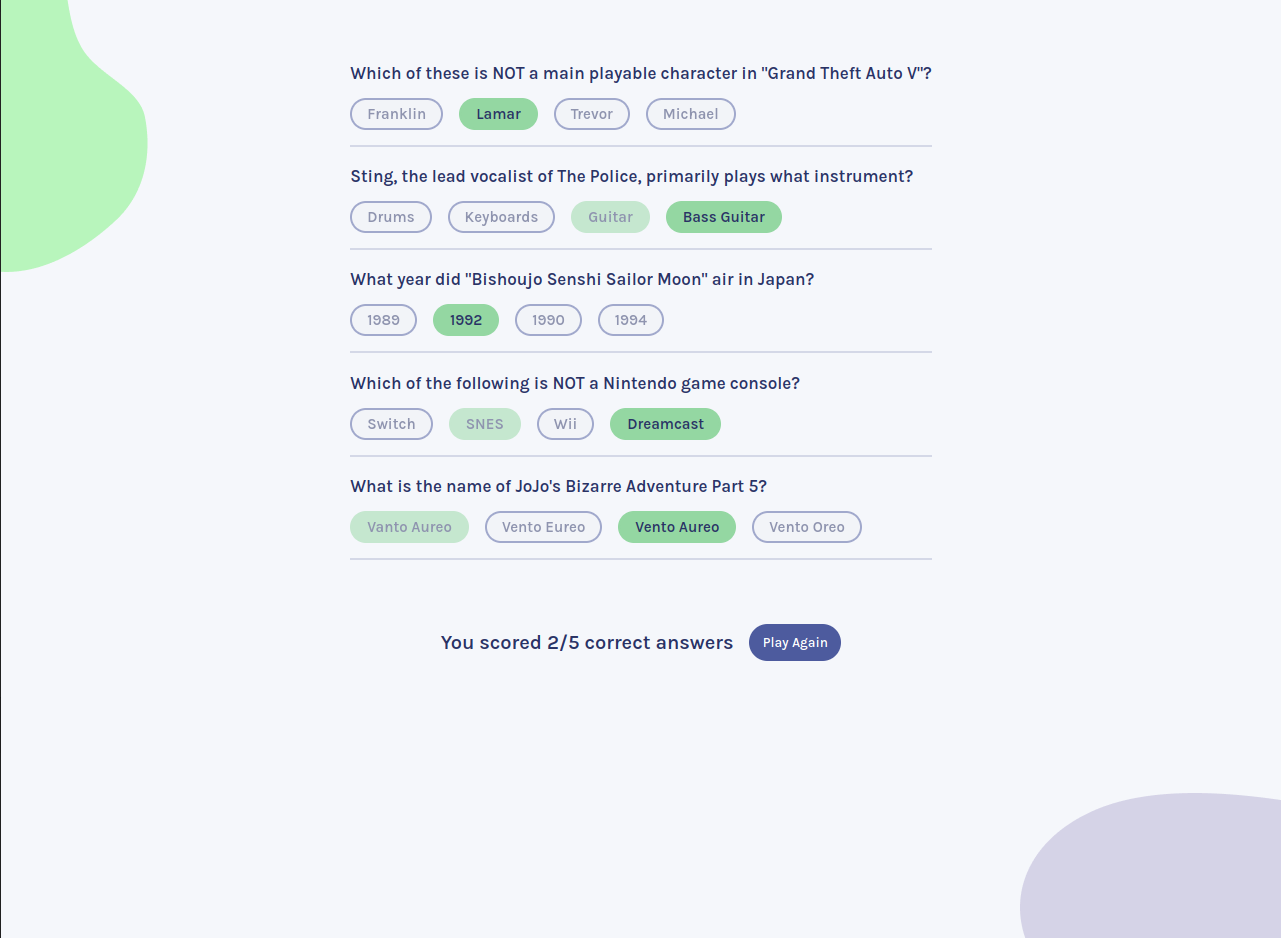 Which of these is NOT a main playable character in "Grand Theft Auto V"?
Franklin Lamar Trevor Michael
Sting, the lead vocalist of The Police, primarily plays what instrument?
Drums Keyboards Guitar Bass Guitar
What year did "Bishoujo Senshi Sailor Moon" air in Japan?
1989 1992 1990 1994
Which of the following is NOT a Nintendo game console?
Switch SNES Wii Dreamcast
What is the name of JoJo's Bizarre Adventure Part 5?
Vanto Aureo Vento Eureo Vento Aureo Vento Oreo
You scored 2/5 correct answers Play Again